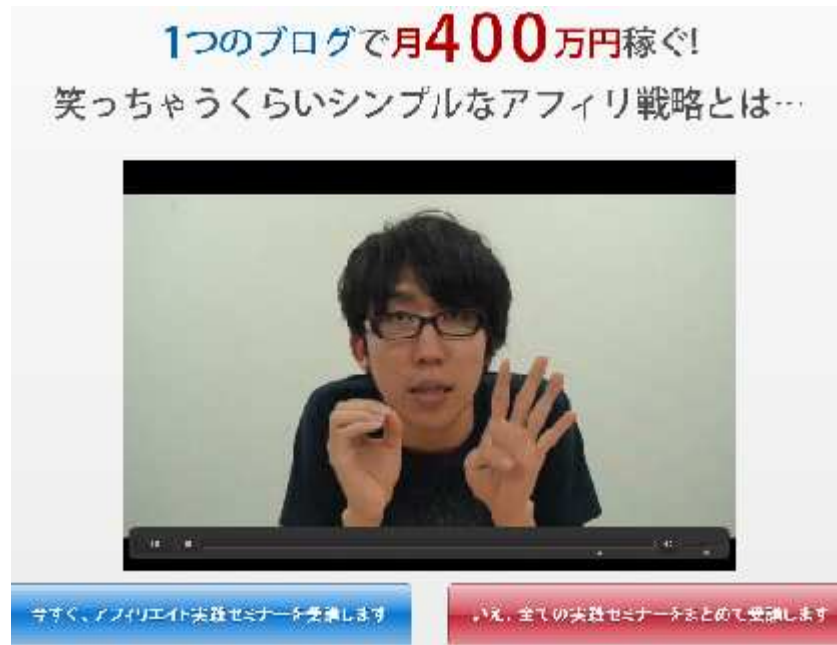 1つのブログで月400万円稼ぐ!
笑っちゃうくらいシンプルなアフィリ戦略とは…
今すぐ、アフィリエイト実践セミナーを受講します
いえ、全ての実践セミナーをまとめて受講します